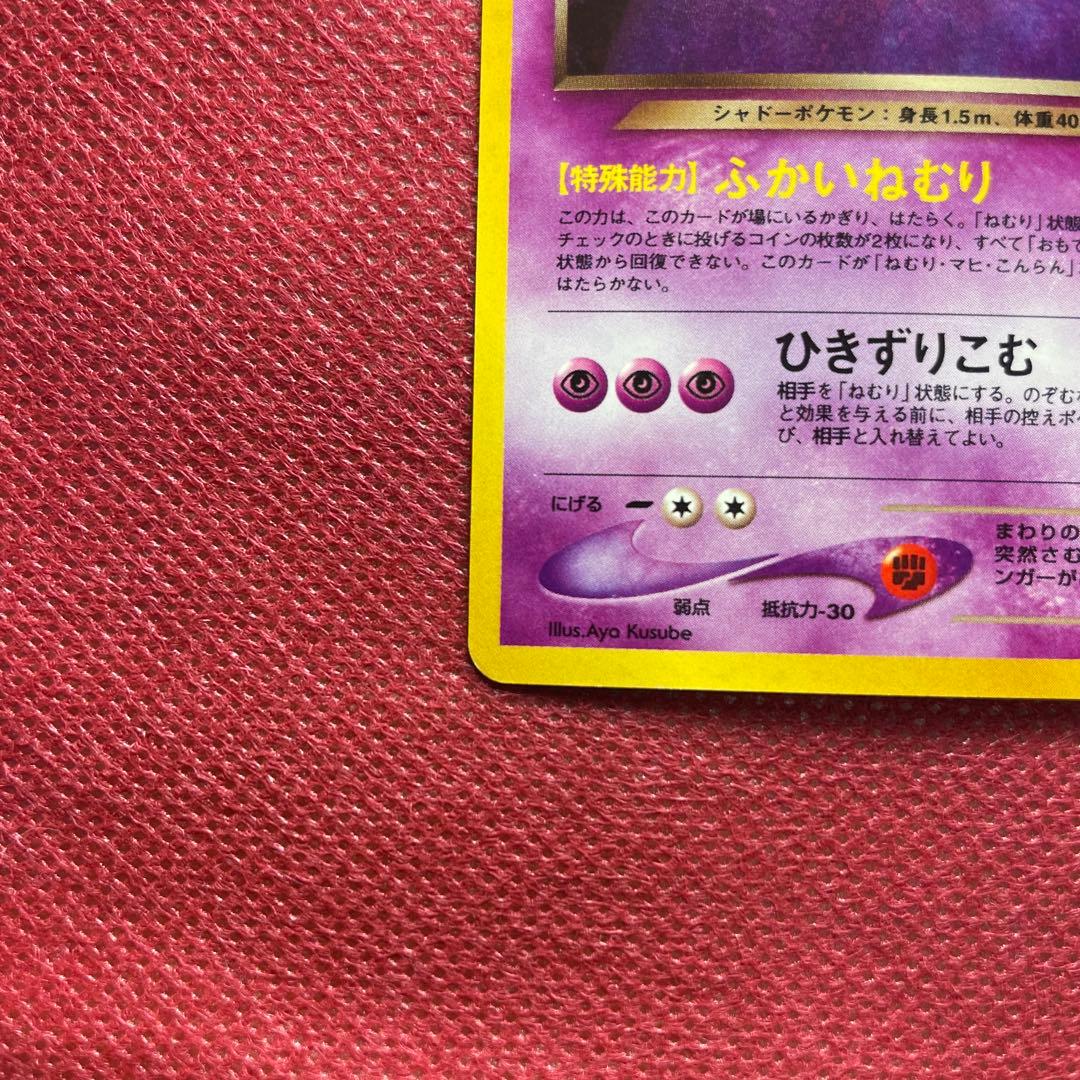 シャドーポケモン：身長1.5m、体重40
【特殊能力】ふかいねむり
この力は、このカードが場にいるかぎり、はたらく。「ねむり」状態
チェックのときに投げるコインの枚数が2枚になり、すべて「おもて
状態から回復できない。このカードが「ねむり・マヒ・こんらん」
はたらかない。
ひきずりこむ
相手を「ねむり」状態にする。のぞむな
と効果を与える前に、相手の控えポケ
び、相手と入れ替えてよい。
にげる
まわりの
突然さむ
ンガーが
弱点 抵抗力-30
Illus.Aya Kusube